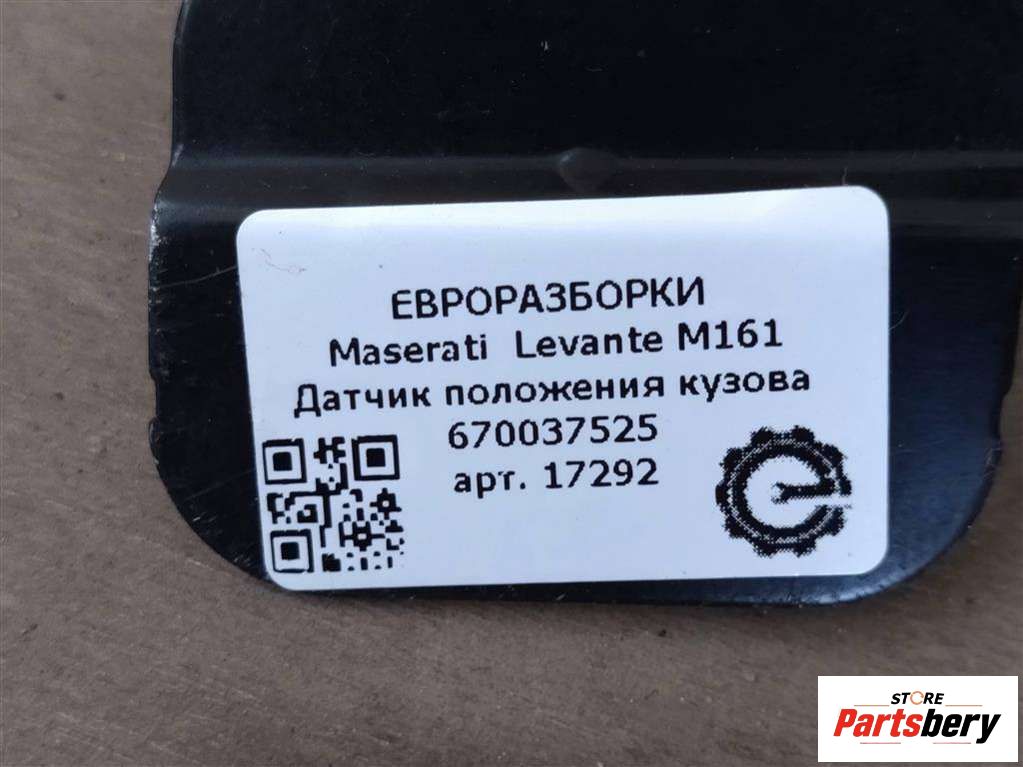 ЕВРОРАЗБОРКИ
Maserati Levante M161
Датчик положения кузова
670037525
арт. 17292
STORE
Partsbery